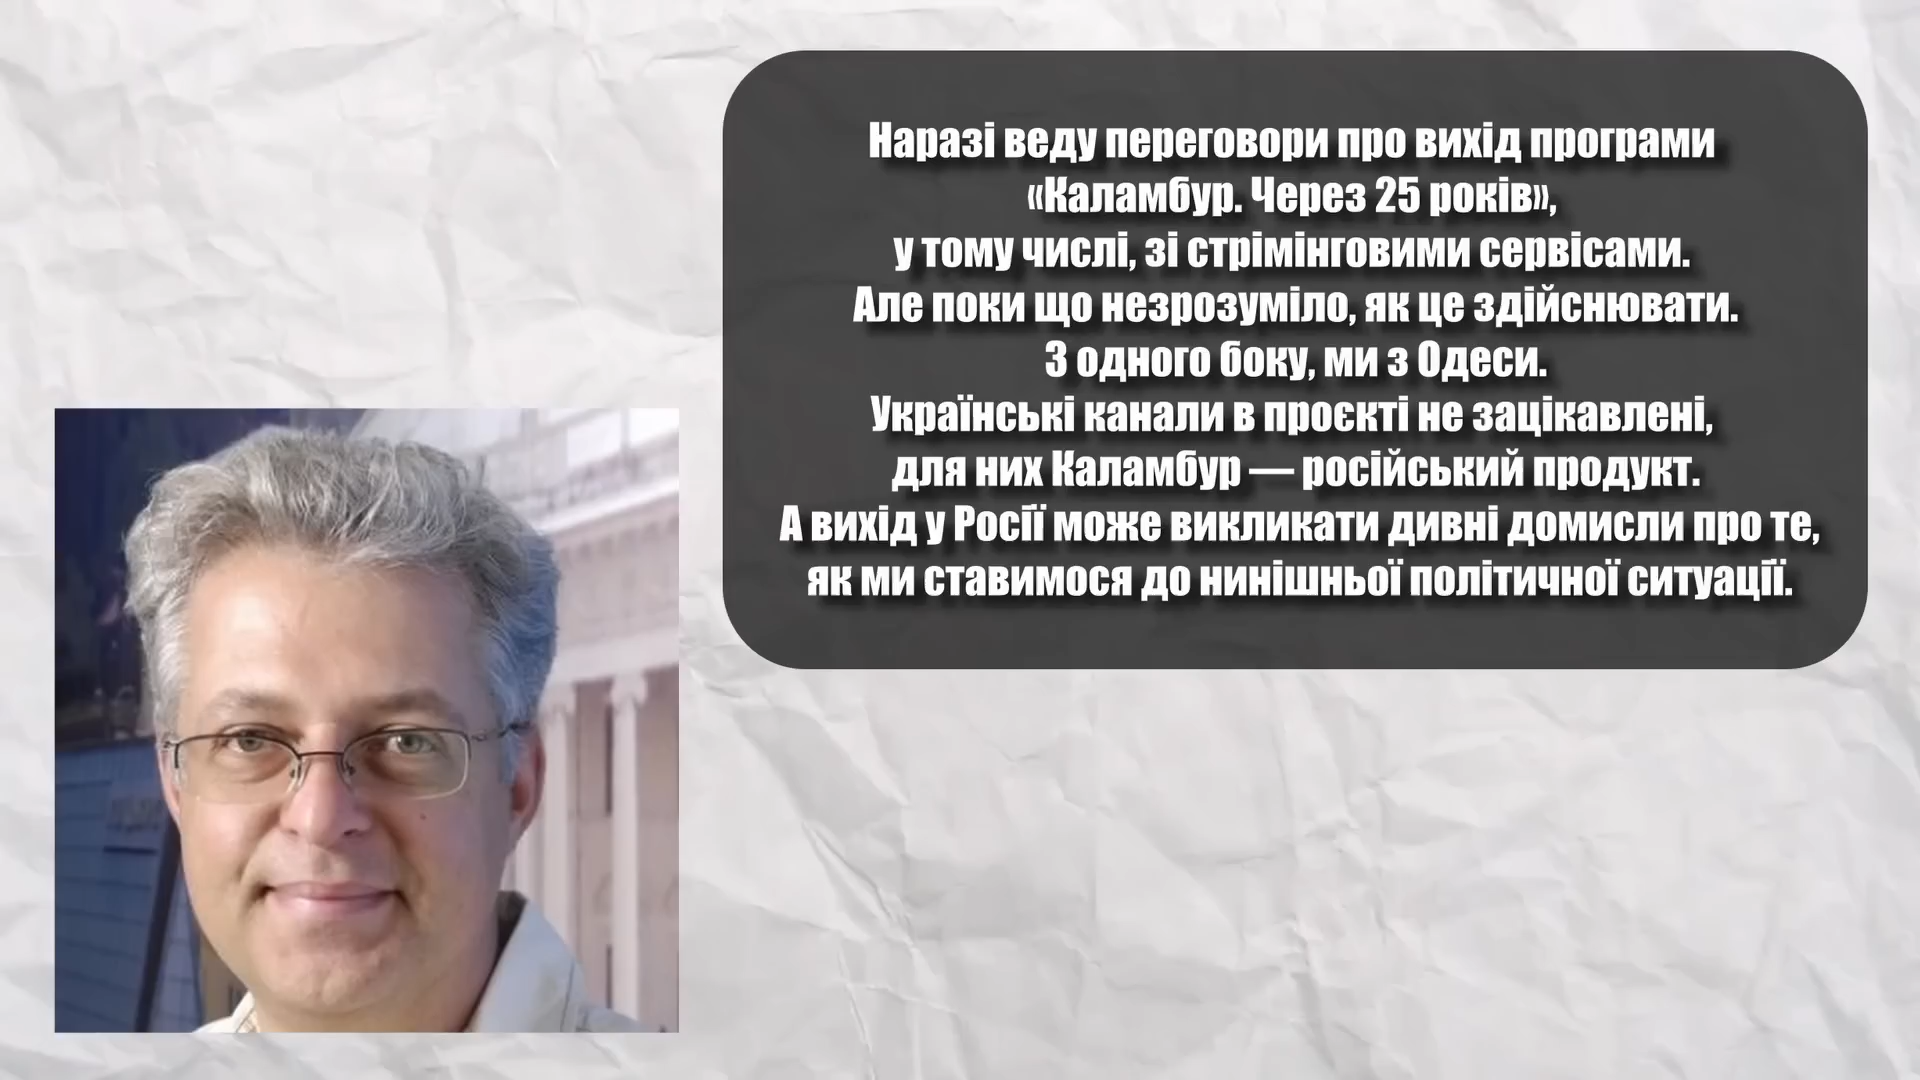 Наразі веду переговори про вихід програми
«Каламбур. Через 25 років»,
у тому числі, зі стрімінговими сервісами.
Але поки що незрозуміло, як це здійснювати.
З одного боку, ми з Одеси.
Українські канали в проєкті не зацікавлені,
для них Каламбур — російський продукт.
А вихід у Росії може викликати дивні домисли про те,
як ми ставимося до нинішньої політичної ситуації.